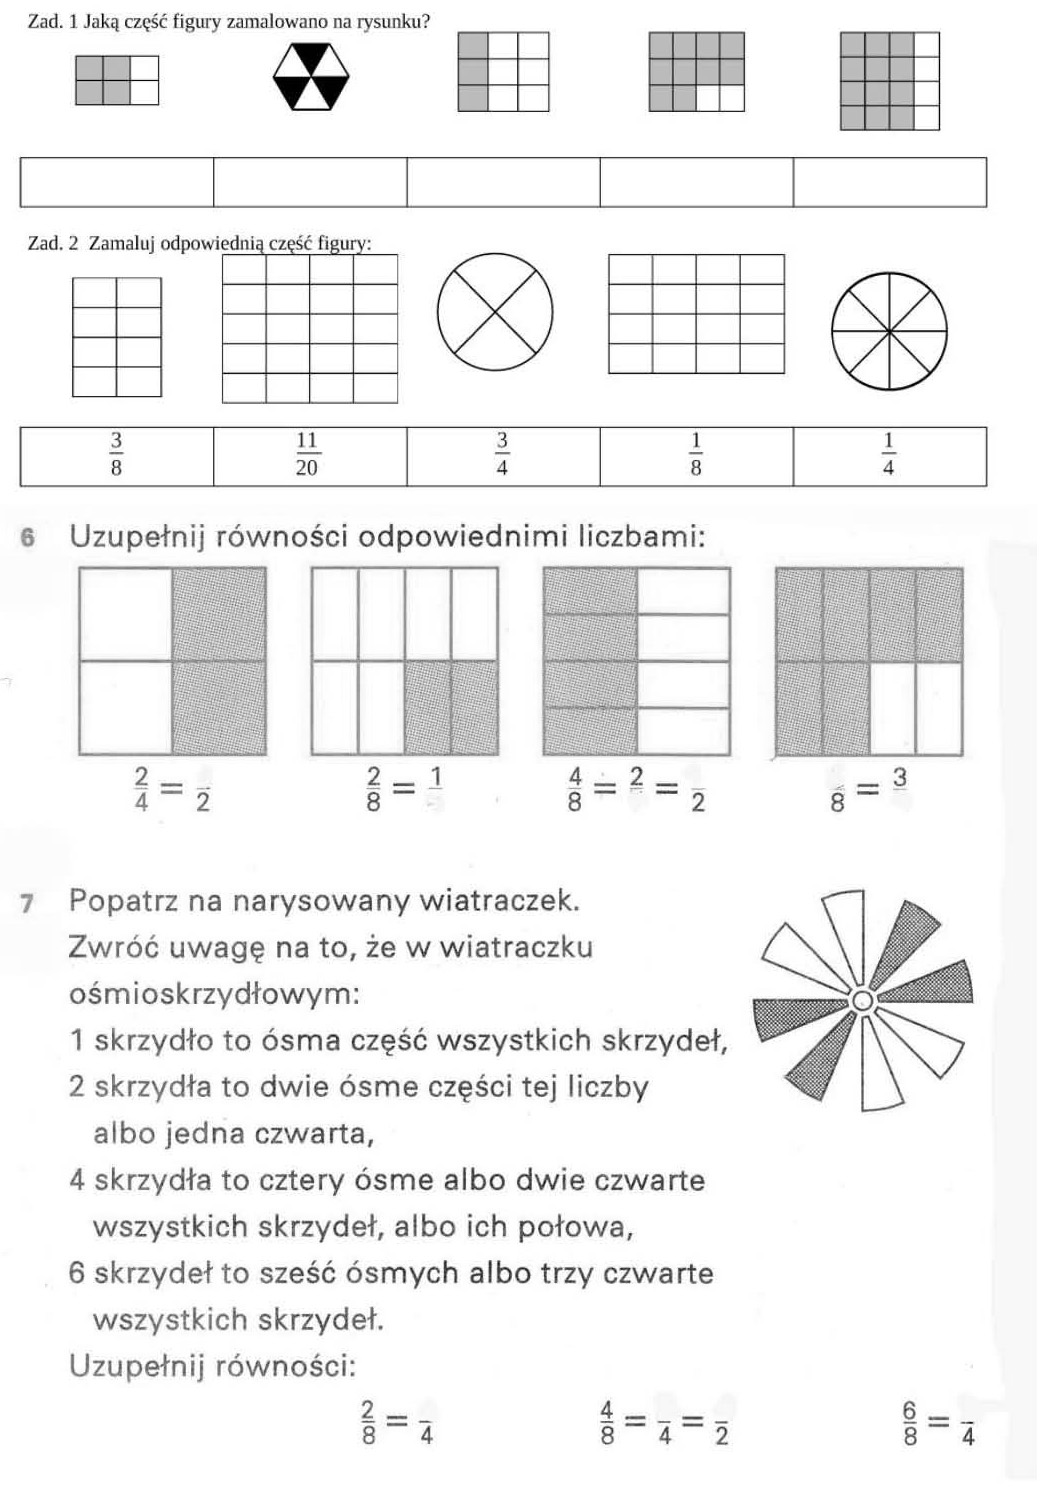 Zad. 1 Jaką część figury zamalowano na rysunku?
Zad. 2 Zamaluj odpowiednią część figury:
3/8 11/20 3/4 1/8 1/4
6 Uzupełnij równości odpowiednimi liczbami:
2/4 = /2 2/8 = 1/ 4/8 = 2/ = /2 /8 = 3/
7 Popatrz na narysowany wiatraczek.
Zwróć uwagę na to, że w wiatraczku
ośmioskrzydłowym:
1 skrzydło to ósma część wszystkich skrzydeł,
2 skrzydła to dwie ósme części tej liczby
albo jedna czwarta,
4 skrzydła to cztery ósme albo dwie czwarte
wszystkich skrzydeł, albo ich połowa,
6 skrzydeł to sześć ósmych albo trzy czwarte
wszystkich skrzydeł.
Uzupełnij równości:
2/8 = /4 4/8 = /4 = /2 6/8 = /4